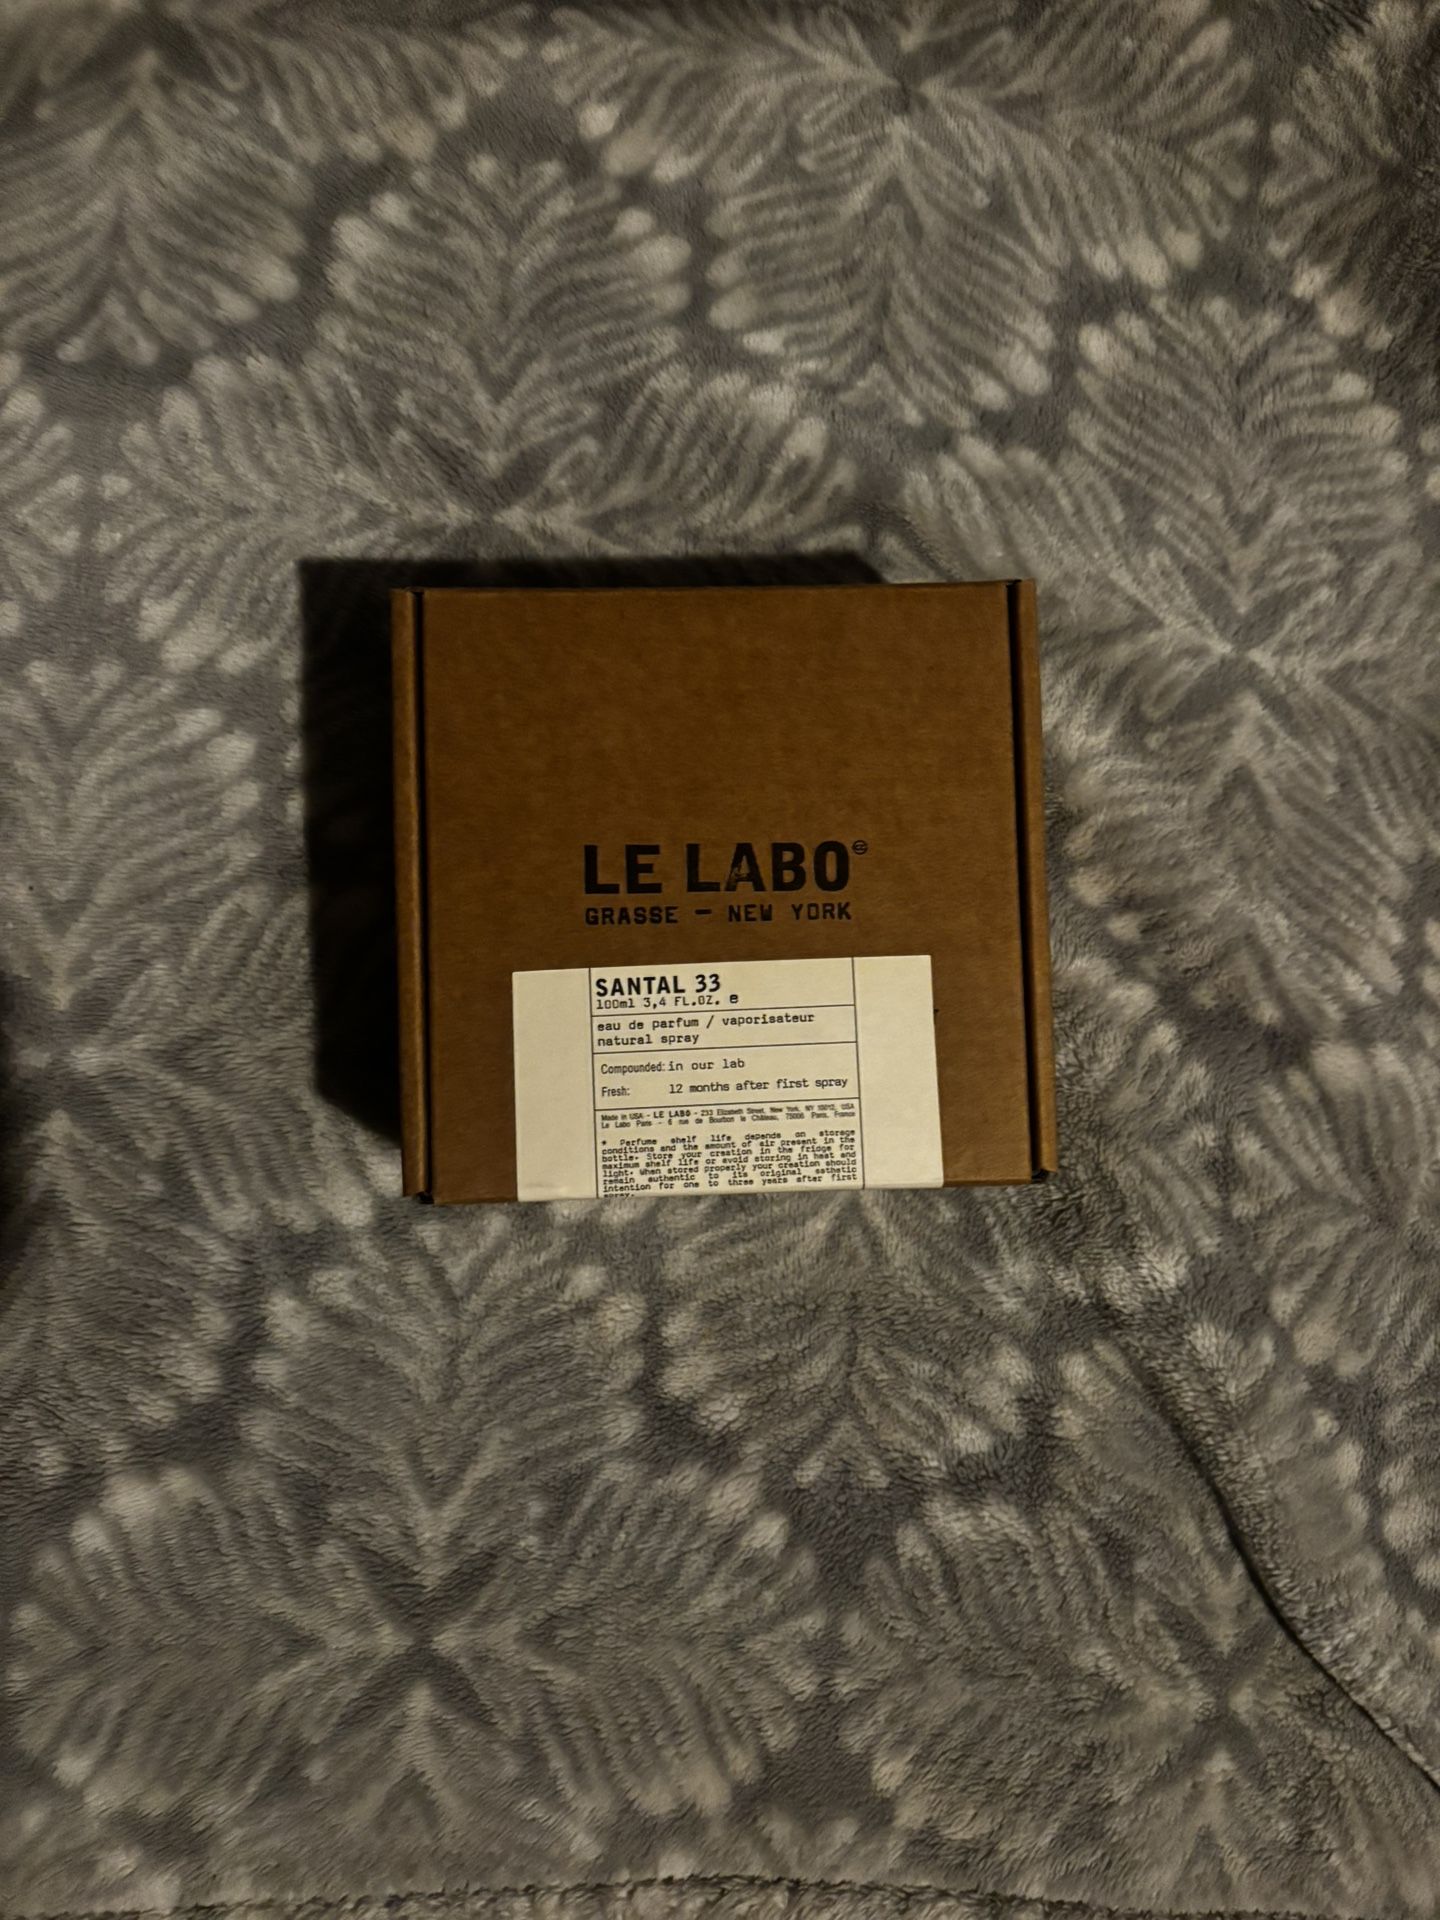 LE LABO
GRASSE — NEW YORK
SANTAL 33
100ml 3,4 FL.OZ. e
eau de parfum / vaporisateur
natural spray
Compounded: in our lab
Fresh: 12 months after first spray
Made in USA - LE LABO - 233 Elizabeth Street, New York, NY 10012, USA
Le Labo Paris - 6 rue de Bourbon le Château, 75006 Paris, France
* Perfume shelf life depends on storage
conditions and the amount of air present in the
bottle. Store your creation in the fridge for
maximum shelf life or avoid storing in heat and
light. When stored properly your creation should
remain authentic to its original esthetic
intention for one to three years after first
spray.